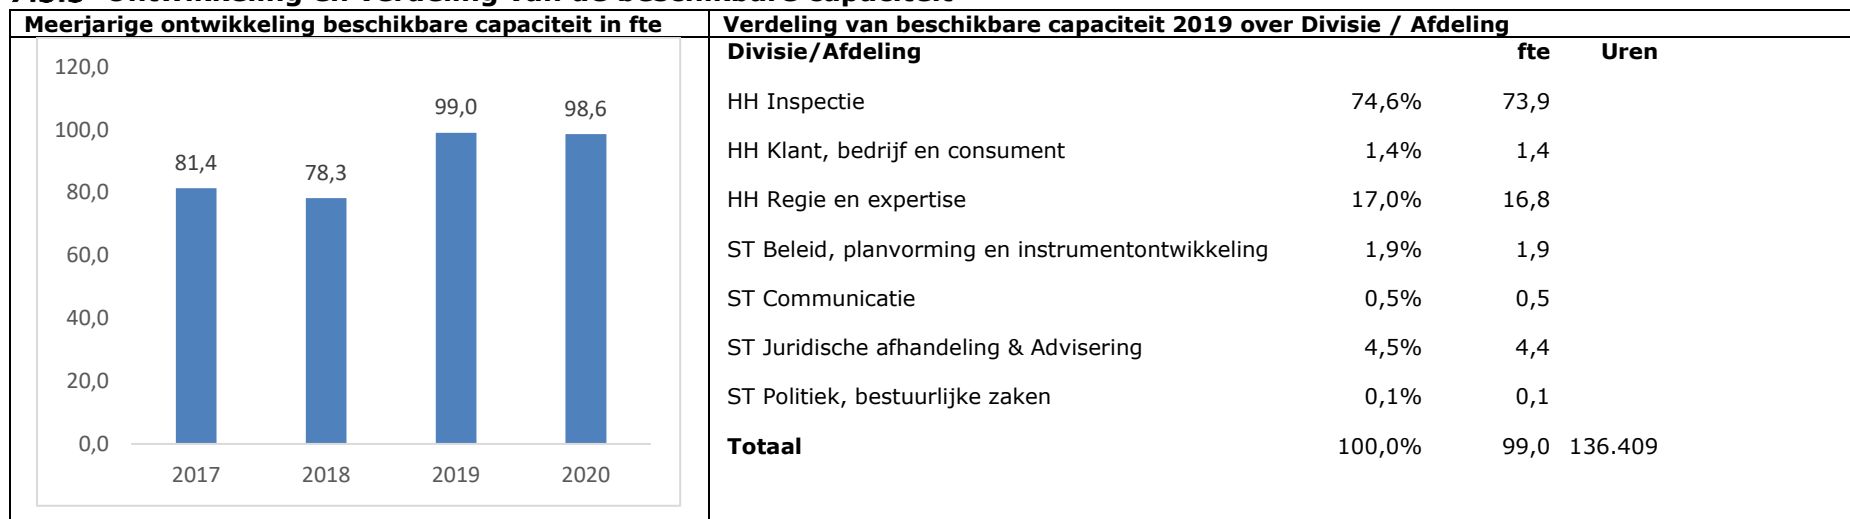 Meerjarige ontwikkeling beschikbare capaciteit in fte
120,0
100,0
80,0
60,0
40,0
20,0
0,0
81,4
78,3
99,0
98,6
2017 2018 2019 2020
Verdeling van beschikbare capaciteit 2019 over Divisie / Afdeling
Divisie/Afdeling fte Uren
HH Inspectie 74,6% 73,9
HH Klant, bedrijf en consument 1,4% 1,4
HH Regie en expertise 17,0% 16,8
ST Beleid, planvorming en instrumentontwikkeling 1,9% 1,9
ST Communicatie 0,5% 0,5
ST Juridische afhandeling & Advisering 4,5% 4,4
ST Politiek, bestuurlijke zaken 0,1% 0,1
Totaal 100,0% 99,0 136.409